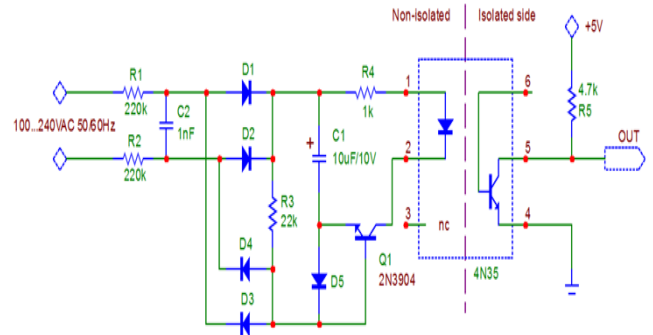 Non-isolated
Isolated side
+5V
R1
220k
D1
R4
1k
1
6
4.7k
R5
C2
1nF
100...240VAC 50/60Hz
D2
C1
+
10uF/10V
R2
220k
2
5
OUT
R3
22k
3
nc
4
D4
Q1
2N3904
D5
D3
4N35